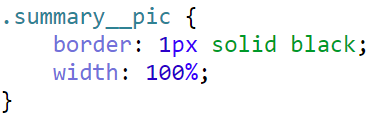 .summary__pic {
    border: 1px solid black;
    width: 100%;
}